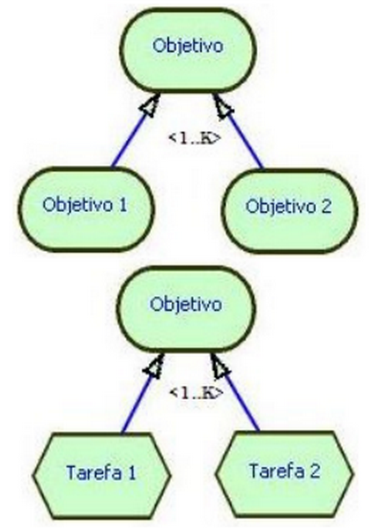 Objetivo
<1..K>
Objetivo 1
Objetivo 2
Objetivo
<1..K>
Tarefa 1
Tarefa 2